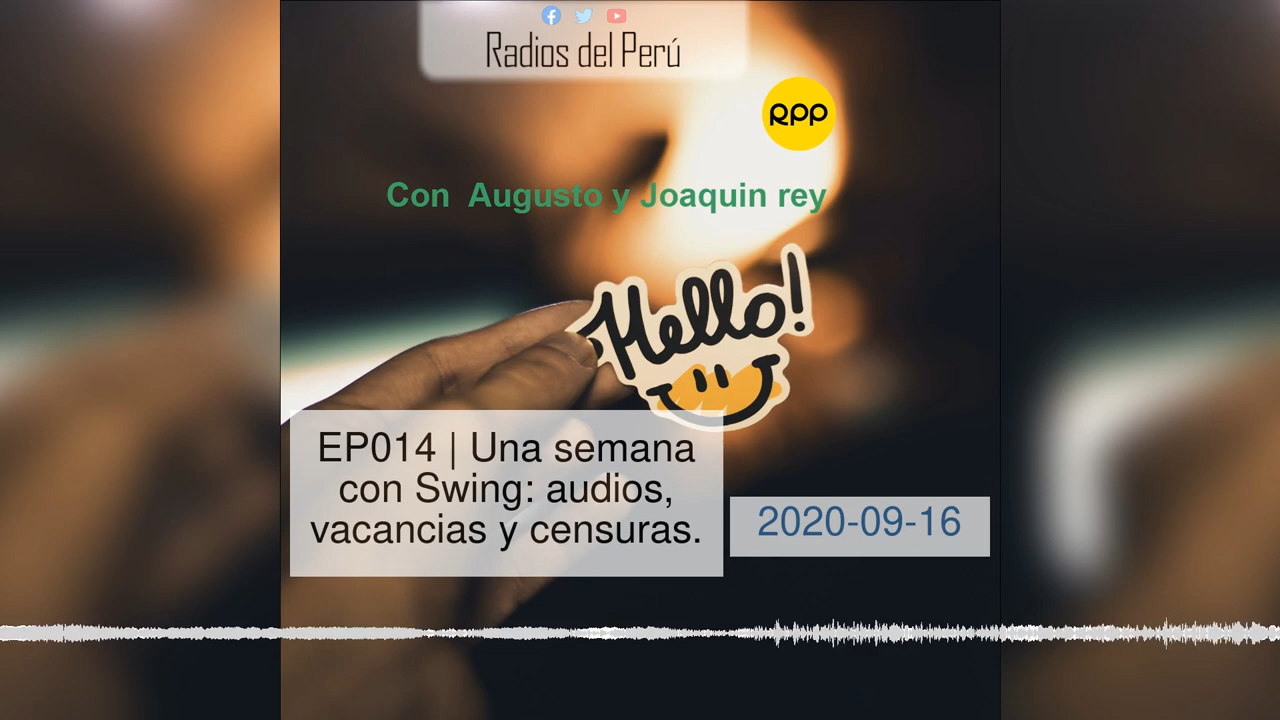 Radios del Perú
RPP
Con Augusto y Joaquin rey
Hello!
EP014 | Una semana
con Swing: audios,
vacancias y censuras.
2020-09-16